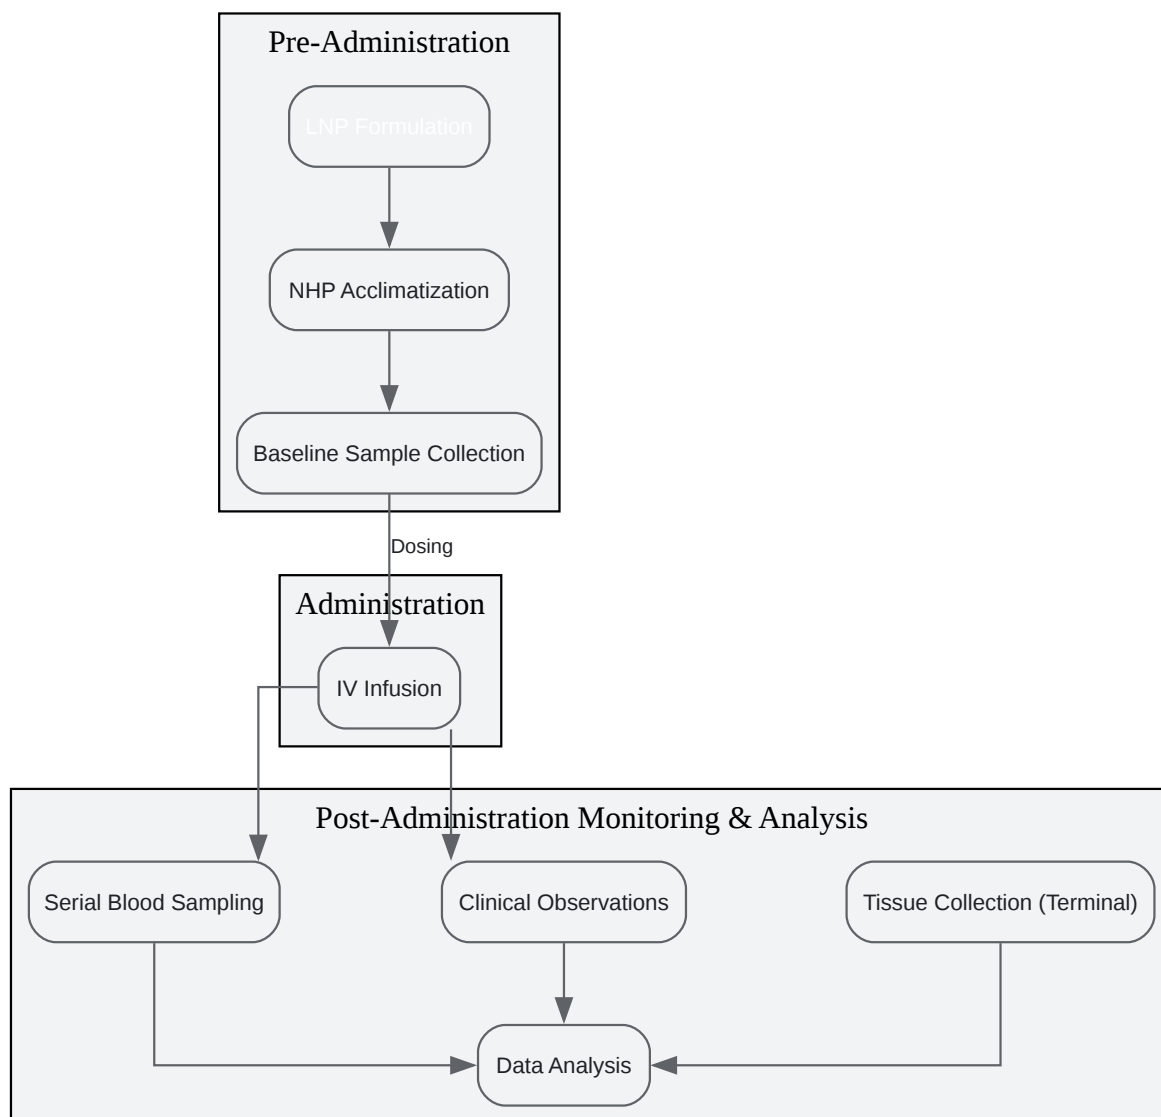 Pre-Administration
LNP Formulation
NHP Acclimatization
Baseline Sample Collection
Dosing
Administration
IV Infusion
Post-Administration Monitoring & Analysis
Serial Blood Sampling
Clinical Observations
Tissue Collection (Terminal)
Data Analysis